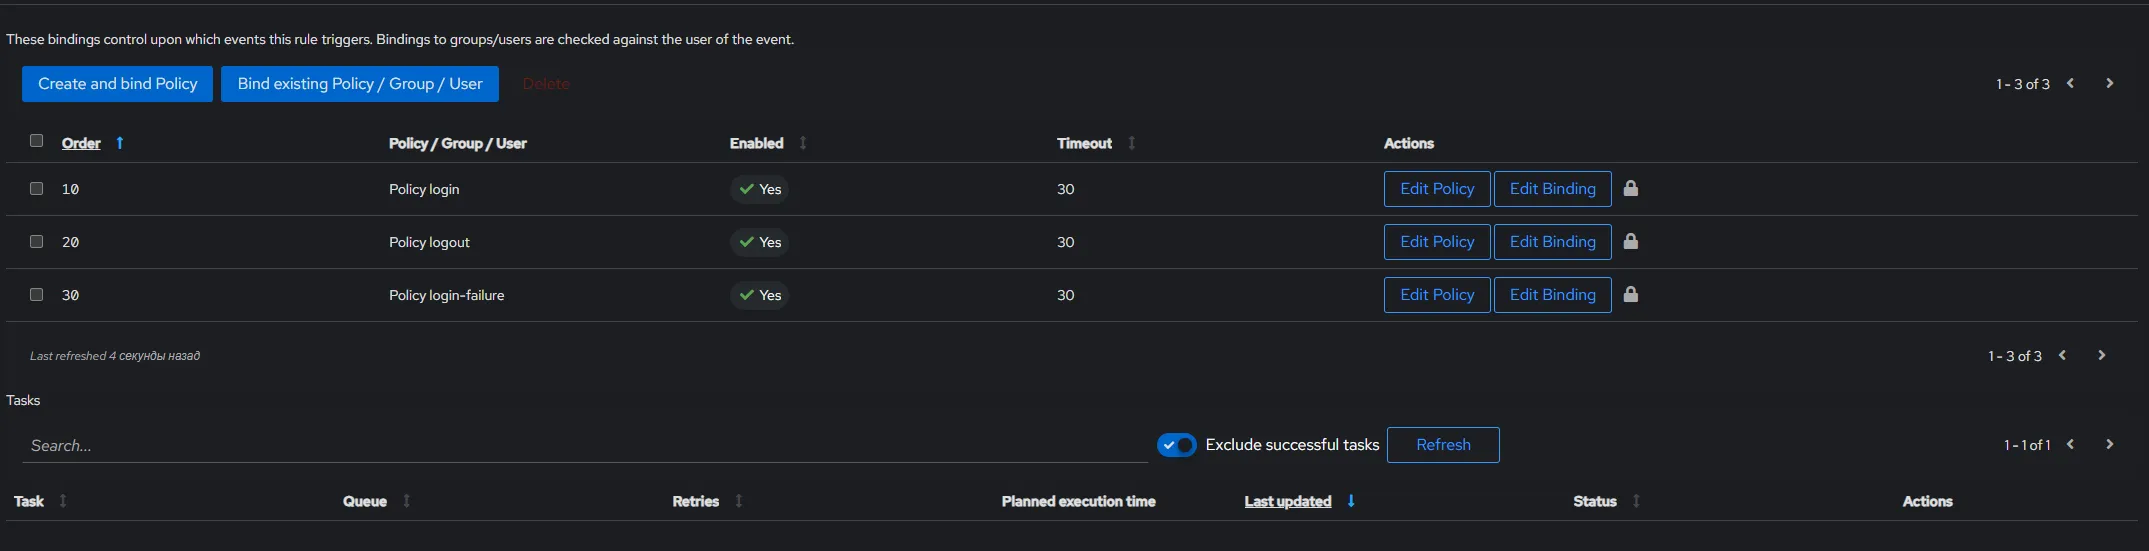 These bindings control upon which events this rule triggers. Bindings to groups/users are checked against the user of the event.
Create and bind Policy Bind existing Policy / Group / User Delete 1 - 3 of 3
Order Policy / Group / User Enabled Timeout Actions
10 Policy login Yes 30 Edit Policy Edit Binding
20 Policy logout Yes 30 Edit Policy Edit Binding
30 Policy login-failure Yes 30 Edit Policy Edit Binding
Last refreshed 4 секунды назад 1 - 3 of 3
Tasks
Search... Exclude successful tasks Refresh 1 - 1 of 1
Task Queue Retries Planned execution time Last updated Status Actions